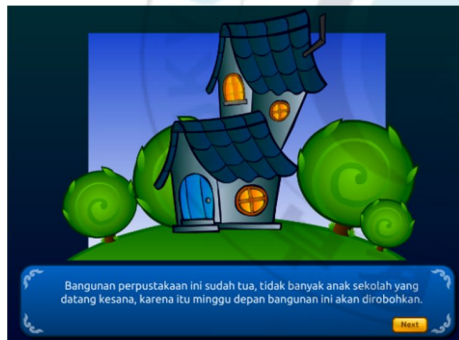 Bangunan perpustakaan ini sudah tua, tidak banyak anak sekolah yang
datang kesana, karena itu minggu depan bangunan ini akan dirobohkan.
Next